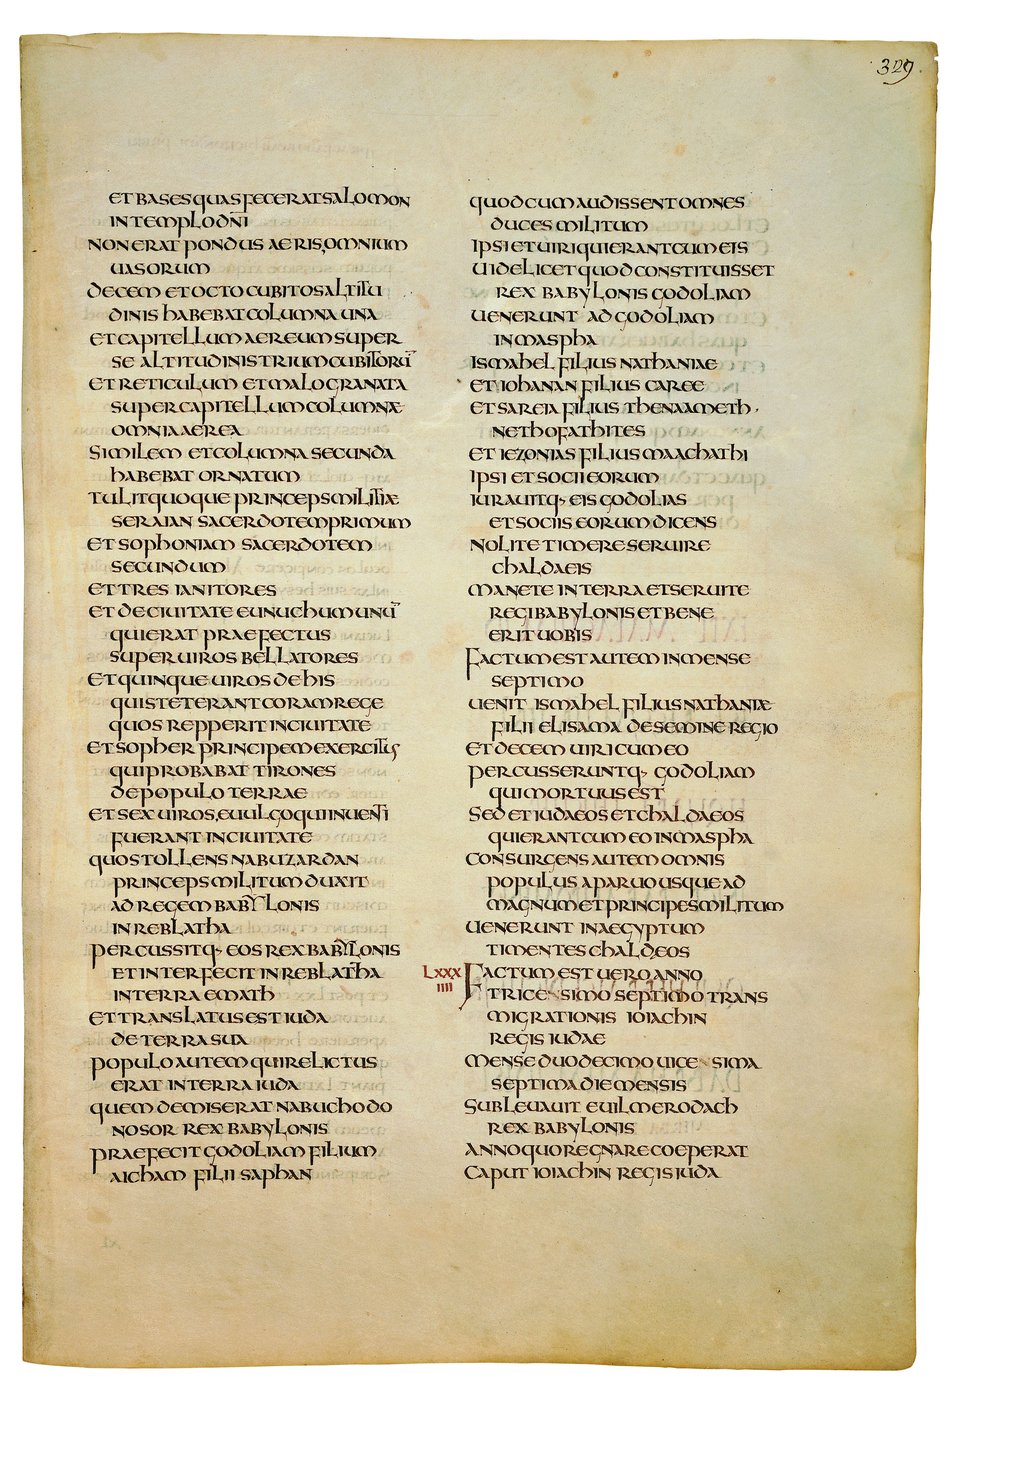 329
et bases quas fecerat salomon
in templo dñi
non erat pondus aeris omnium
uasorum
decem et octo cubitos altitu
dinis habebat columna una
et capitellum aereum super
se altitudinis trium cubitorū
et reticulum et malogranata
super capitellum columnae
omnia aerea
similem et columna secunda
habebat ornatum
tulit quoque princeps militiae
seraian sacerdotem primum
et sophoniam sacerdotem
secundum
et tres ianitores
et de ciuitate eunuchum unū
qui erat praefectus
super uiros bellatores
et quinque uiros de his
qui steterant coram rege
quos repperit in ciuitate
et sopher principem exercitus
qui probabat tirones
de populo terrae
et sex uiros e uulgo qui inuenti
fuerant in ciuitate
quos tollens nabuzardan
princeps militum duxit
ad regem babylonis
in reblatha
percussitq· eos rex babylonis
et interfecit in reblatha
in terra emath
et translatus est iuda
de terra sua
populo autem qui relictus
erat in terra iuda
quem demiserat nabuchodo
nosor rex babylonis
praefecit godoliam filium
aicham filii saphan
quod cum audissent omnes
duces militum
ipsi et uiri qui erant cum eis
uidelicet quod constituisset
rex babylonis godoliam
uenerunt ad godoliam
in maspha
ismahel filius nathaniae
et iohanan filius caree
et sareia filius thenaameth·
nethofathites
et iezonias filius maachathi
ipsi et socii eorum
iurauitq· eis godolias
et sociis eorum dicens
nolite timere seruire
chaldaeis
manete in terra et seruite
regi babylonis et bene
erit uobis
factum est autem in mense
septimo
uenit ismahel filius nathaniae
filii elisama de semine regio
et decem uiri cum eo
percusseruntq· godoliam
qui mortuus est
sed et iudaeos et chaldaeos
qui erant cum eo in maspha
consurgens autem omnis
populus a paruo usque ad
magnum et principes militum
uenerunt in aegyptum
timentes chaldeos
lxxx
iiii
factum est uero anno
tricesimo septimo trans
migrationis ioiachin
regis iudae
mense duodecimo uicesima
septima die mensis
subleuauit euilmerodach
rex babylonis
anno quo regnare coeperat
caput ioiachin regis iuda